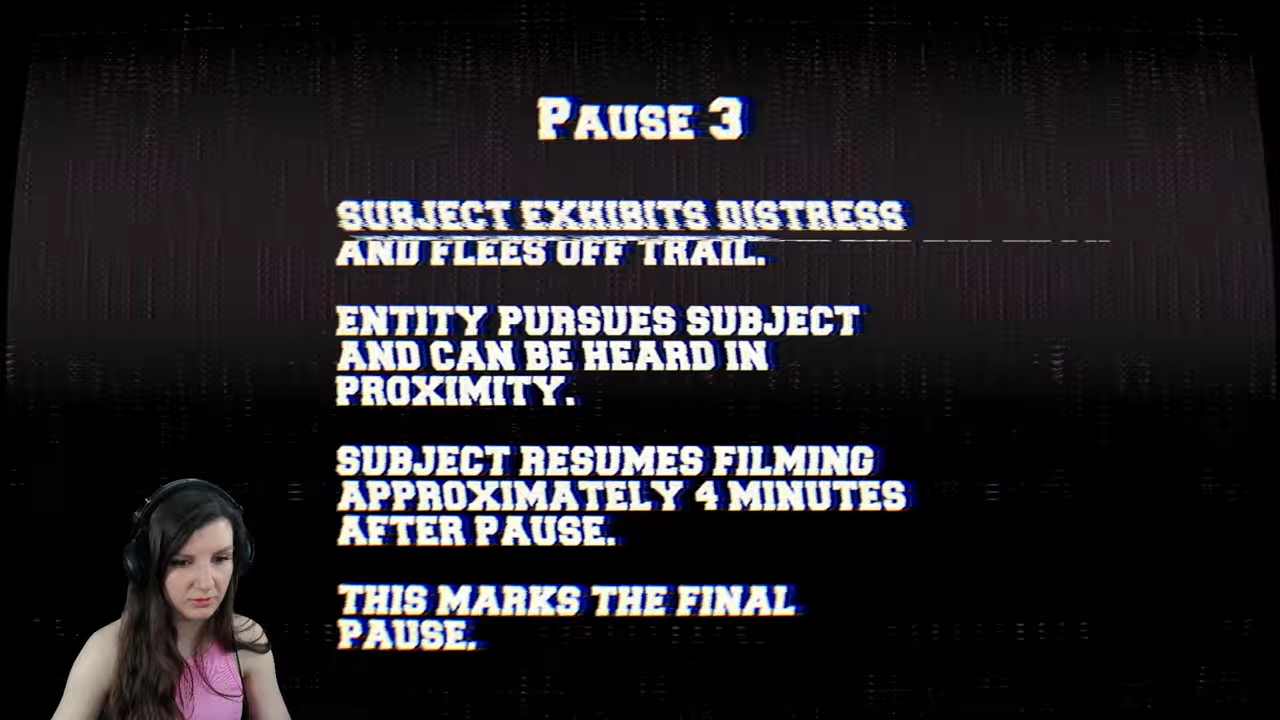 PAUSE 3
SUBJECT EXHIBITS DISTRESS
AND FLEES OFF TRAIL.
ENTITY PURSUES SUBJECT
AND CAN BE HEARD IN
PROXIMITY.
SUBJECT RESUMES FILMING
APPROXIMATELY 4 MINUTES
AFTER PAUSE.
THIS MARKS THE FINAL
PAUSE.